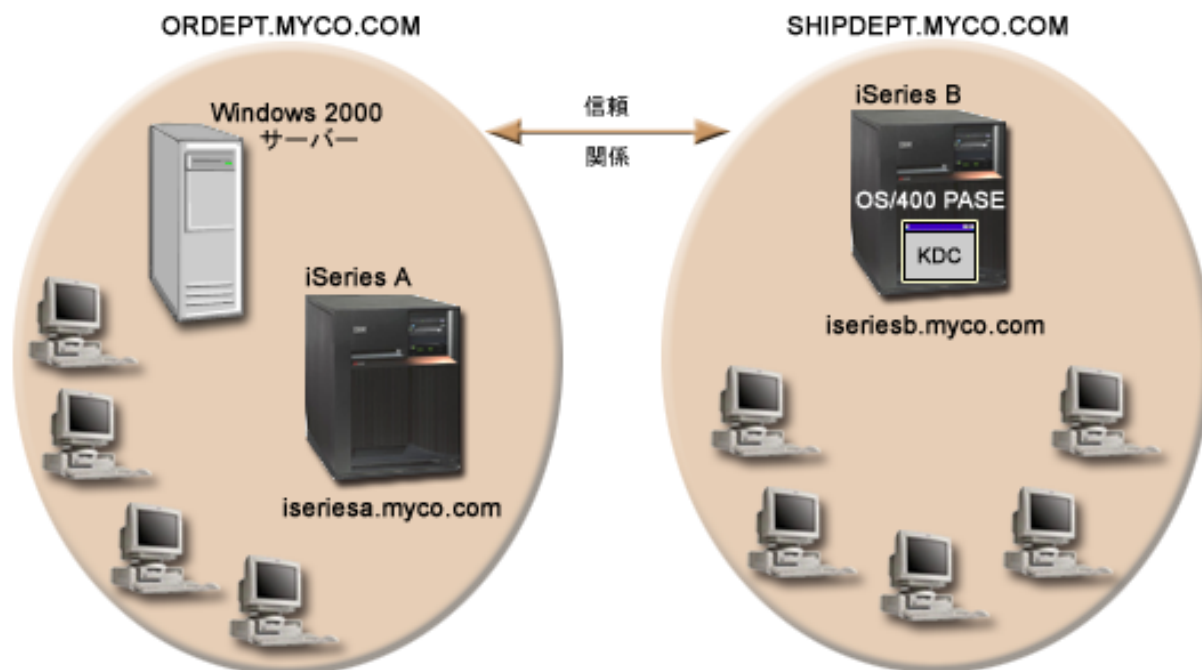 ORDEPT.MYCO.COM
SHIPDEPT.MYCO.COM
Windows 2000
サーバー
信頼
関係
iSeries A
iseriesa.myco.com
iSeries B
OS/400 PASE
KDC
iseriesb.myco.com